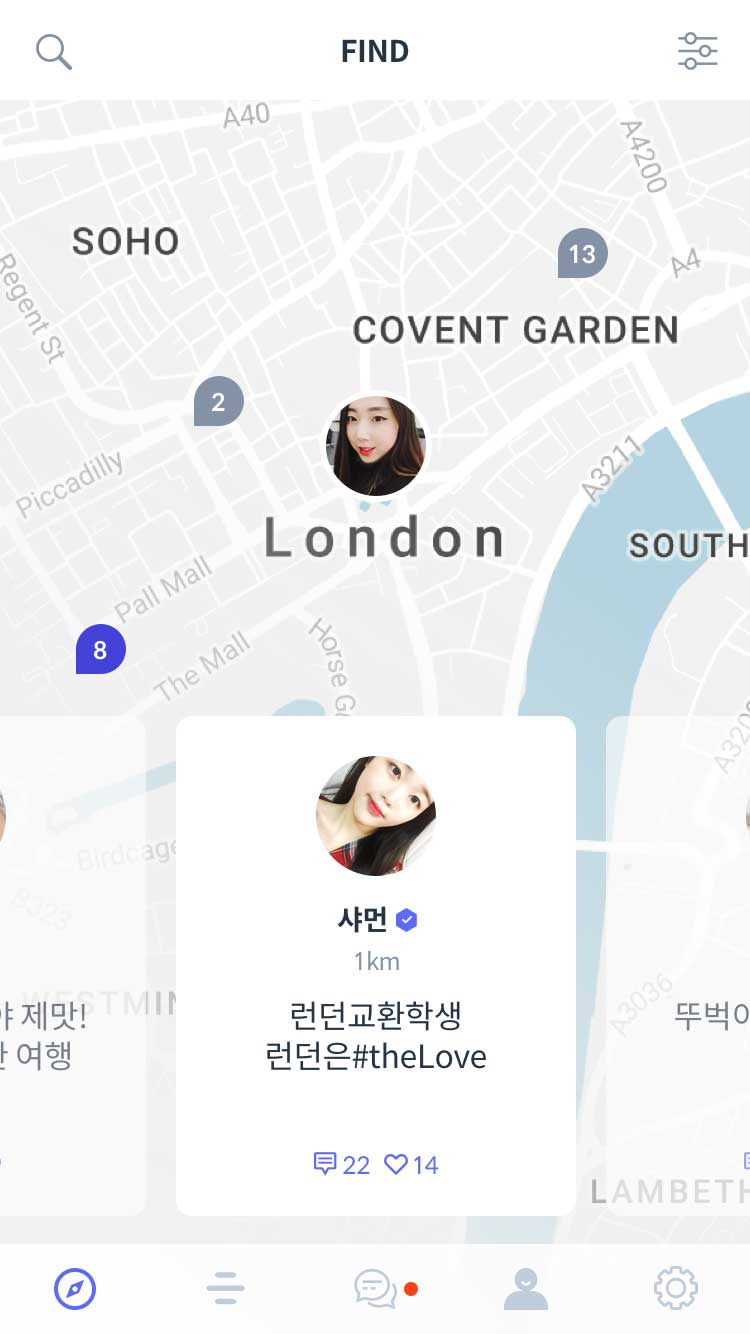 FIND
A40
A4200
SOHO
13
A4
Regent St
COVENT GARDEN
2
A3211
Piccadilly
London
SOUTH
Pall Mall
8
The Mall
Horse G
A320
Birdcage
B323
샤먼
1km
WESTMIN
야 제맛!
런던교환학생
뚜벅이
한 여행
런던은#theLove
A3036
22 14
LAMBETH